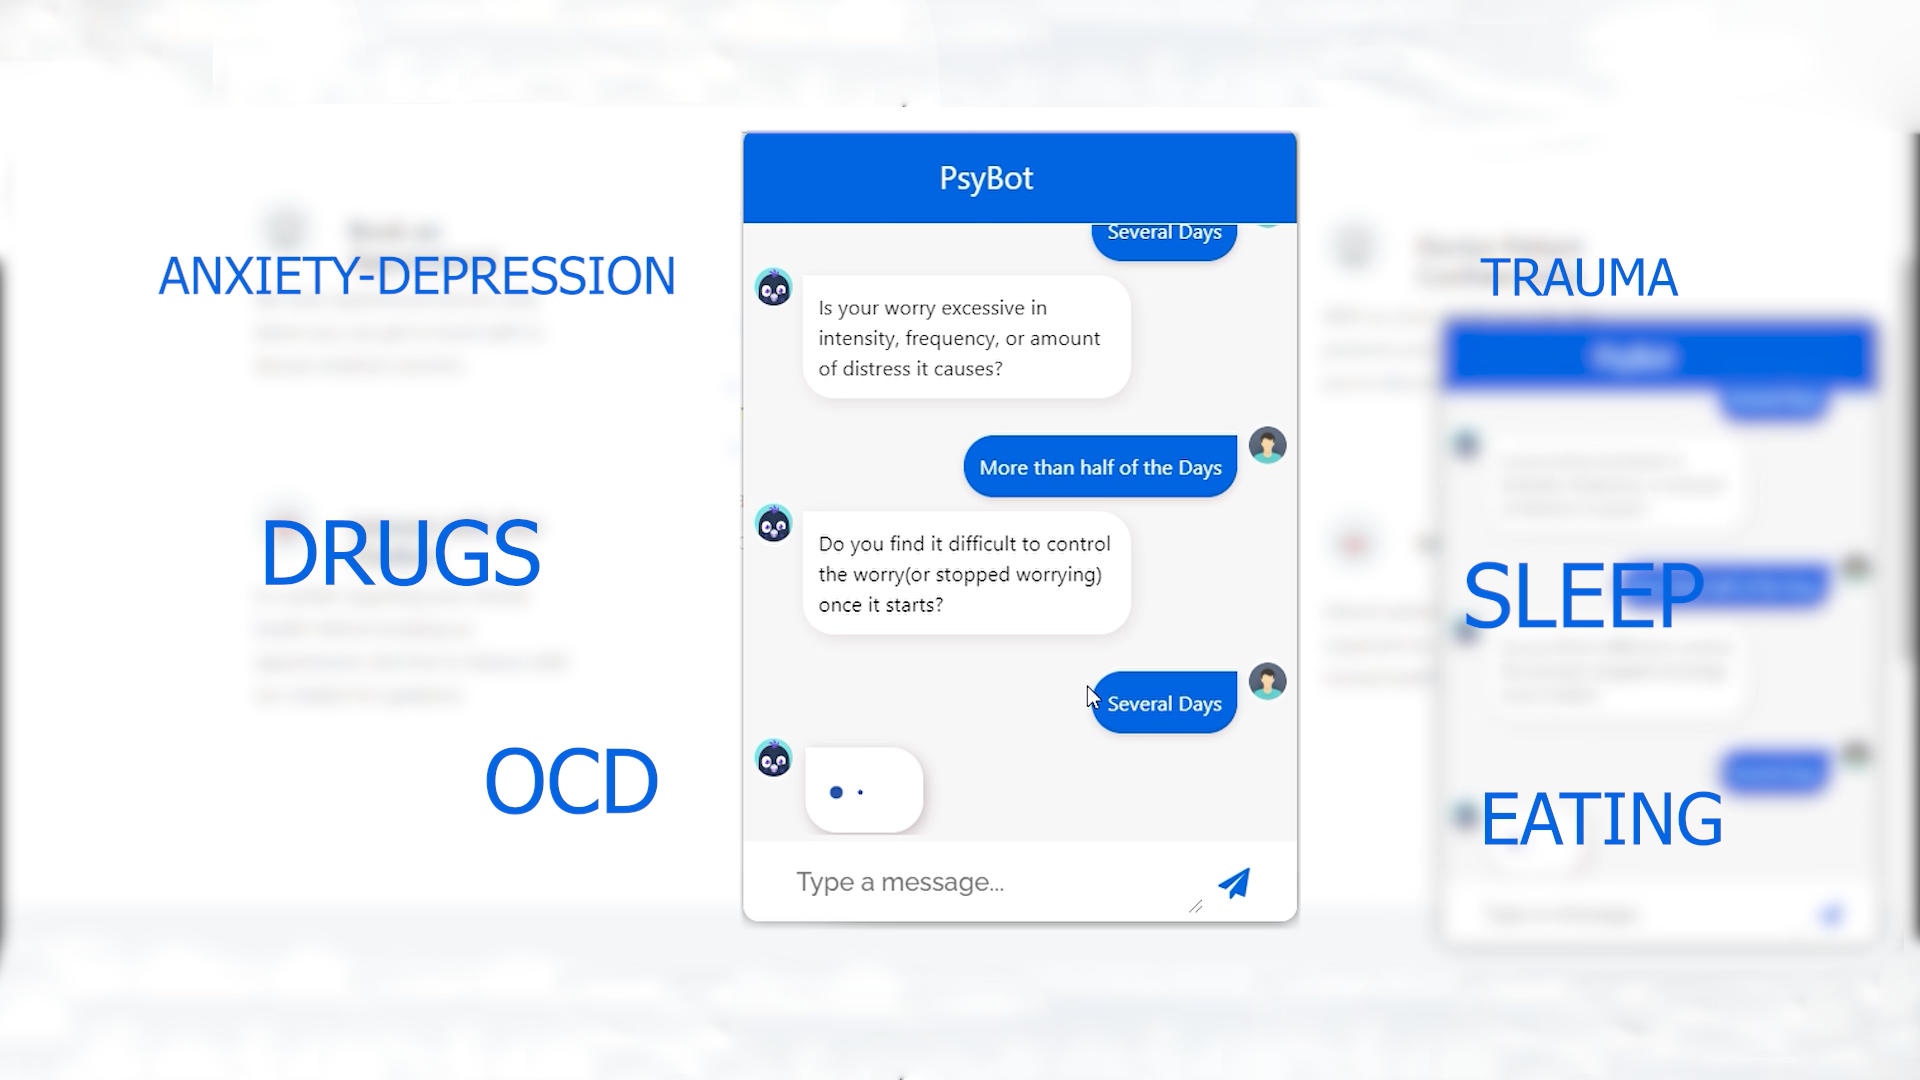 PsyBot
Several Days
Is your worry excessive in
intensity, frequency, or amount
of distress it causes?
More than half of the Days
Do you find it difficult to control
the worry(or stopped worrying)
once it starts?
Several Days
Type a message...
ANXIETY-DEPRESSION
DRUGS
OCD
TRAUMA
SLEEP
EATING